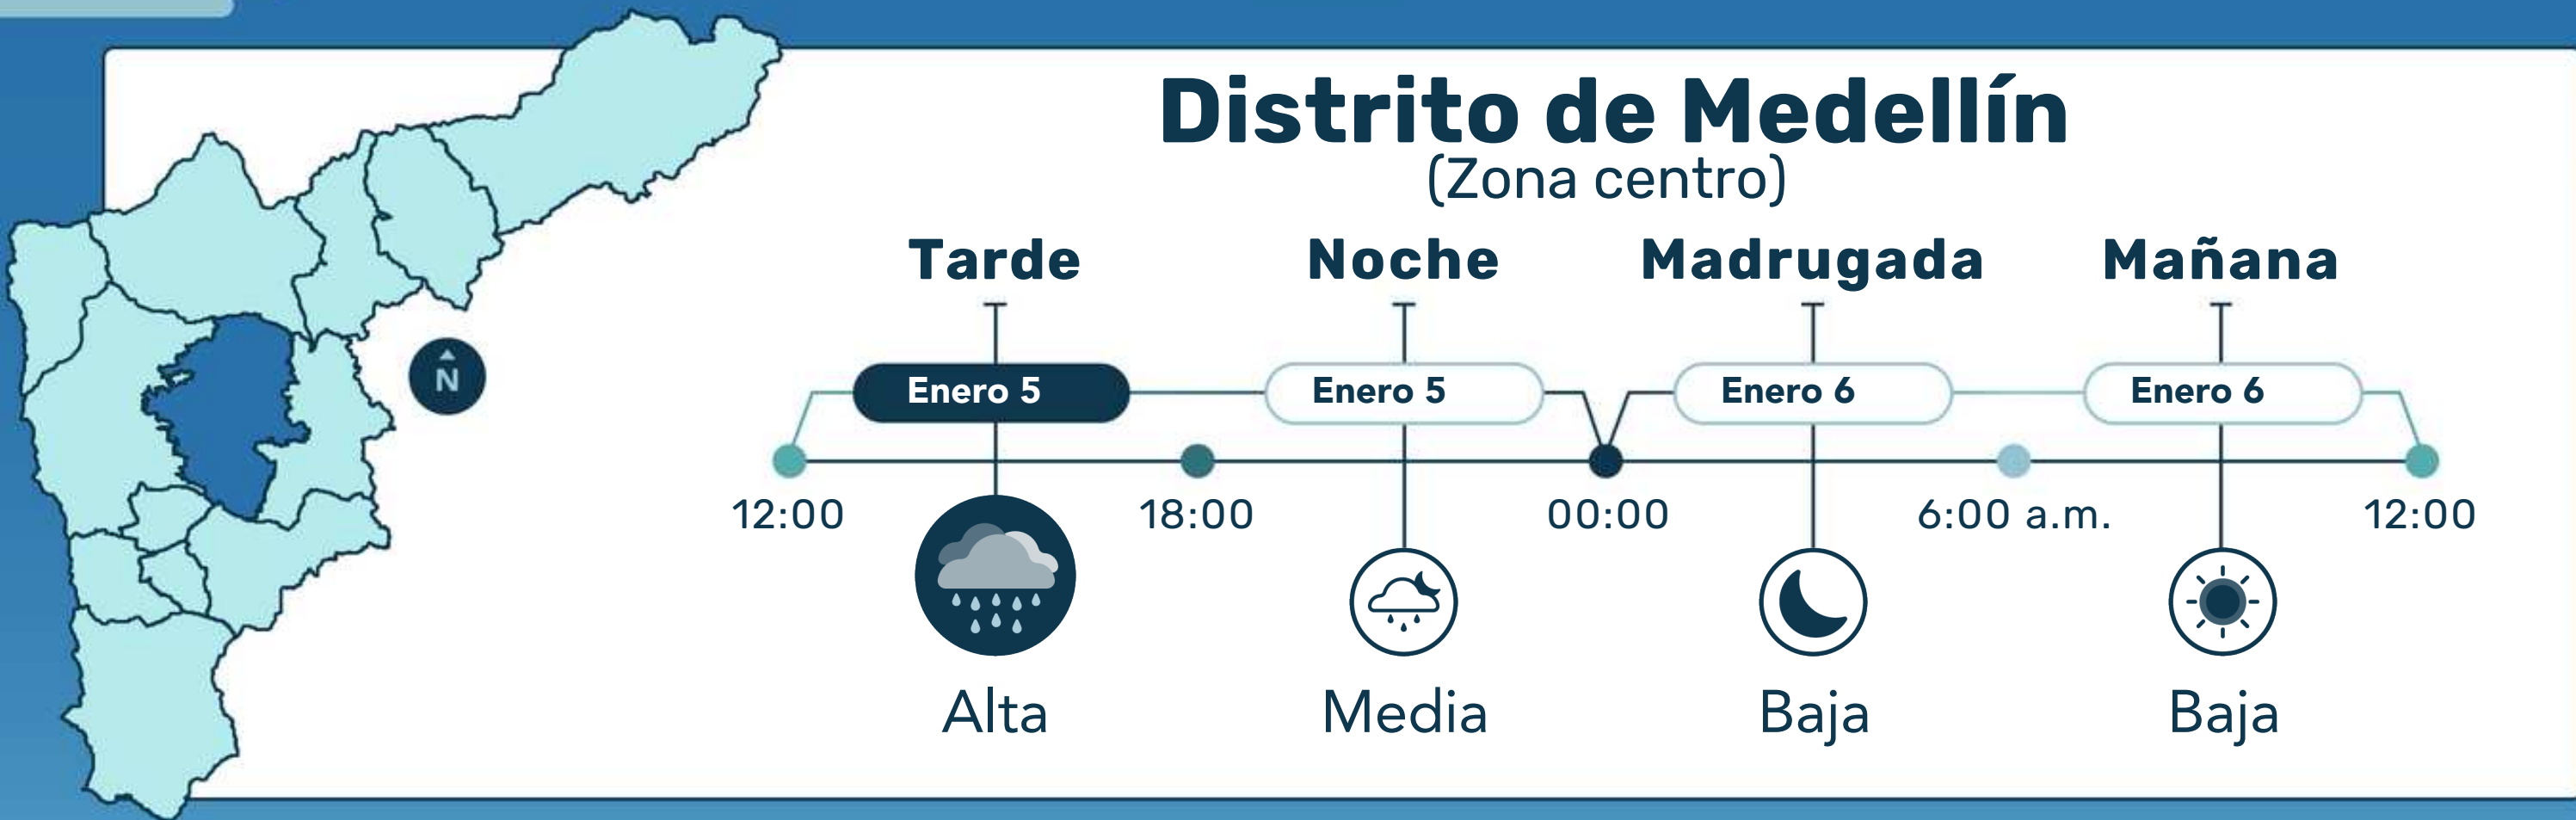 Distrito de Medellín
(Zona centro)
Tarde Noche Madrugada Mañana
N
Enero 5 Enero 5 Enero 6 Enero 6
12:00 18:00 00:00 6:00 a.m. 12:00
Alta Media Baja Baja